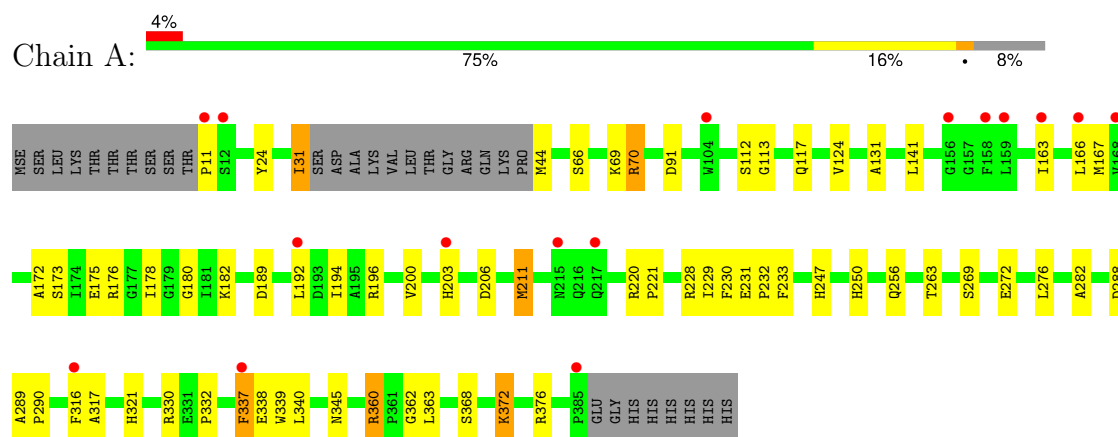 4%
Chain A:
75% 16% • 8%
MSE SER LEU LYS THR THR THR SER SER THR P11 S12 Y24 I31 SER ASP ALA LYS VAL LEU THR GLY ARG GLN LYS PRO M44 S66 K69 R70 D91 W104 S112 G113 Q117 V124 A131 L141 G156 G157 F158 L159 I163 L166 M167 V168
A172 S173 I174 E175 R176 G177 I178 G179 G180 I181 K182 D189 L192 D193 I194 A195 R196 V200 H203 D206 M211 N215 Q216 Q217 R220 P221 R228 I229 F230 E231 P232 F233 H247 H250 Q256 T263 S269 E272 L276 A282
A289 P290 F316 A317 H321 R330 E331 P332 F337 E338 W339 L340 N345 R360 P361 G362 L363 S368 K372 R376 P385 GLU GLY HIS HIS HIS HIS HIS HIS